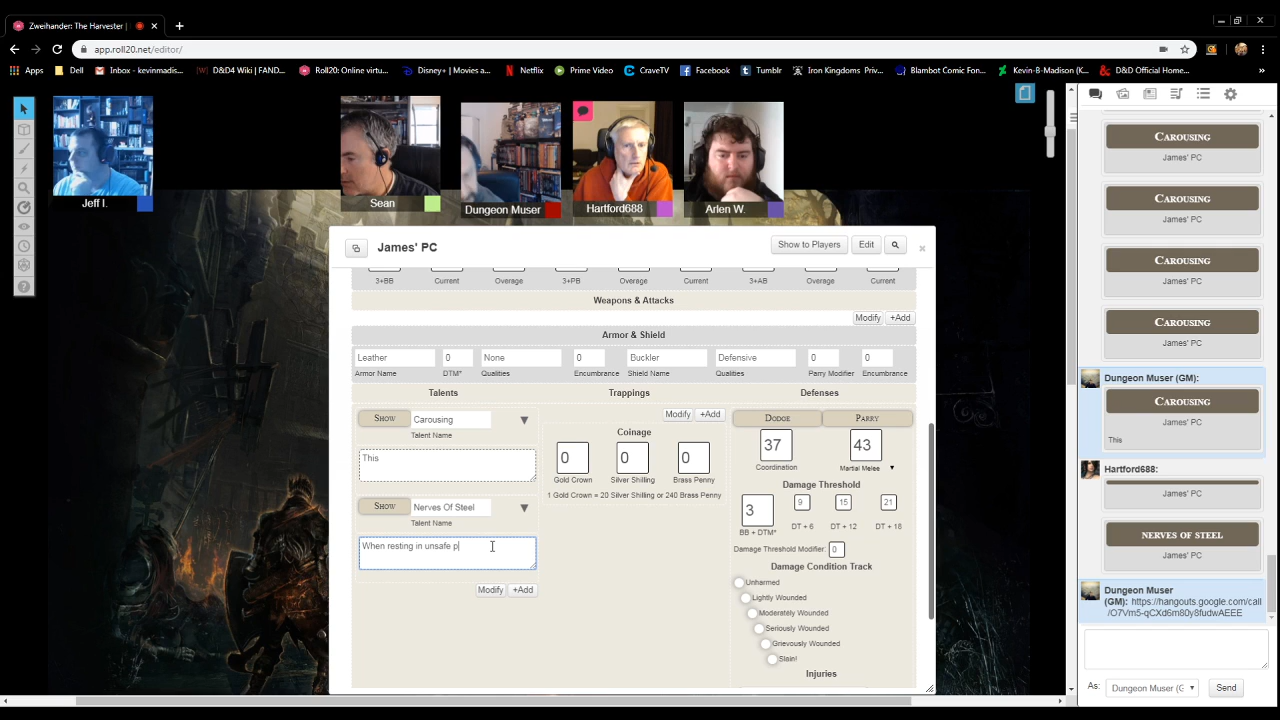 Zweihander: The Harvester |
app.roll20.net/editor/
Apps
Dell
Inbox - kevinmadis...
D&D4 Wiki | FAND...
Roll20: Online virtu...
Disney+ | Movies a...
Netflix
Prime Video
CraveTV
Facebook
Tumblr
Iron Kingdoms Priv...
Blambot Comic Fon...
Kevin-B-Madison (K...
D&D Official Home...
Jeff I.
Sean
Dungeon Muser
Hartford688
Arlen W.
James' PC
Show to Players
Edit
3+BB Current Overage 3+PB Overage Current 3+AB Overage Current
Weapons & Attacks
Modify +Add
Armor & Shield
Leather 0 None 0 Buckler Defensive 0 0
Armor Name DTM* Qualities Encumbrance Shield Name Qualities Parry Modifier Encumbrance
Talents Trappings Defenses
Show Carousing
Talent Name
This
Show Nerves Of Steel
Talent Name
When resting in unsafe p
Modify +Add
Modify +Add
Coinage
0 0 0
Gold Crown Silver Shilling Brass Penny
1 Gold Crown = 20 Silver Shilling or 240 Brass Penny
Dodge Parry
37 43
Coordination Martial Melee
Damage Threshold
3 9 15 21
BB + DTM* DT + 6 DT + 12 DT + 18
Damage Threshold Modifier: 0
Damage Condition Track
Unharmed
Lightly Wounded
Moderately Wounded
Seriously Wounded
Grievously Wounded
Slain!
Injuries
Carousing
James' PC
Carousing
James' PC
Carousing
James' PC
Carousing
James' PC
Dungeon Muser (GM):
Carousing
James' PC
This
Hartford688:
James' PC
Nerves of Steel
James' PC
Dungeon Muser
(GM): https://hangouts.google.com/call
/O7Vm5-qCXd6m80y8fudwAEEE
As: Dungeon Muser (G
Send